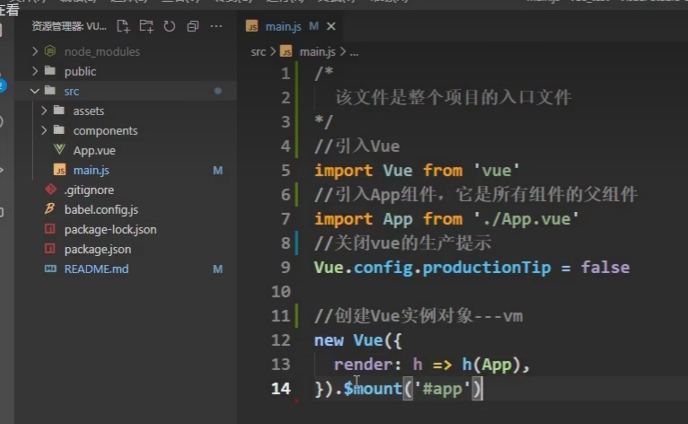 在看
资源管理器: VU...
node_modules
public
src
assets
components
App.vue
main.js M
.gitignore
babel.config.js
package-lock.json
package.json
README.md M
main.js M
src > main.js > ...
1 /*
2 该文件是整个项目的入口文件
3 */
4 //引入Vue
5 import Vue from 'vue'
6 //引入App组件，它是所有组件的父组件
7 import App from './App.vue'
8 //关闭vue的生产提示
9 Vue.config.productionTip = false
10
11 //创建Vue实例对象---vm
12 new Vue({
13 render: h => h(App),
14 }).$mount('#app')